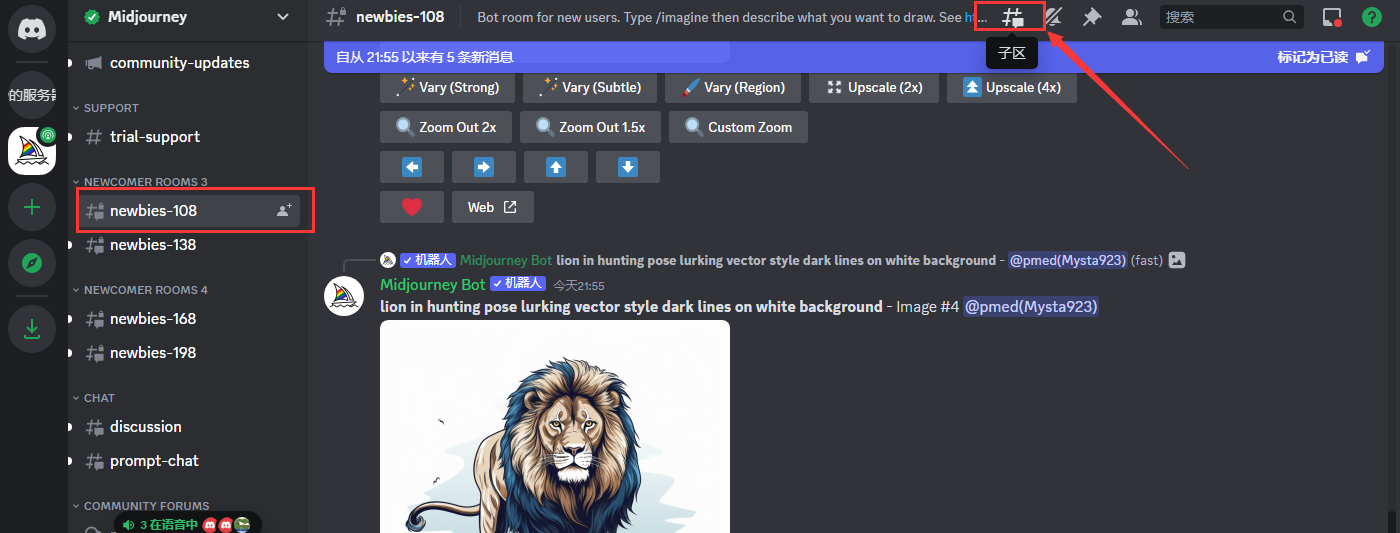 Midjourney
newbies-108
Bot room for new users. Type /imagine then describe what you want to draw. See ht...
搜索
子区
的服务器
community-updates
SUPPORT
trial-support
NEWCOMER ROOMS 3
newbies-108
newbies-138
NEWCOMER ROOMS 4
newbies-168
newbies-198
CHAT
discussion
prompt-chat
COMMUNITY FORUMS
3 在语音中
自从 21:55 以来有 5 条新消息
标记为已读
Vary (Strong)
Vary (Subtle)
Vary (Region)
Upscale (2x)
Upscale (4x)
Zoom Out 2x
Zoom Out 1.5x
Custom Zoom
Web
机器人 Midjourney Bot lion in hunting pose lurking vector style dark lines on white background - @pmed(Mysta923) (fast)
Midjourney Bot 机器人 今天21:55
lion in hunting pose lurking vector style dark lines on white background - Image #4 @pmed(Mysta923)